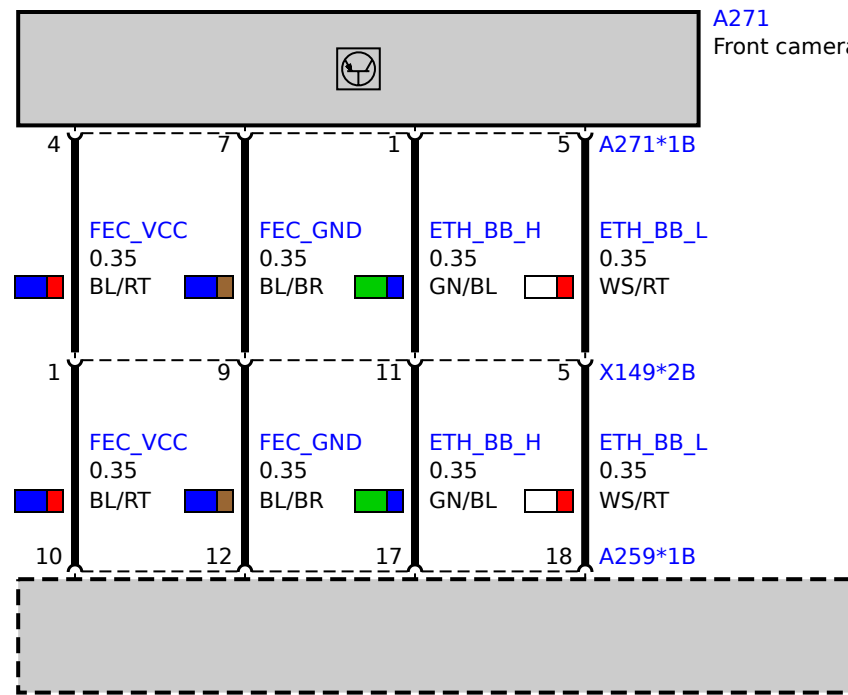 A271
Front camera
4 7 1 5 A271*1B
FEC_VCC FEC_GND ETH_BB_H ETH_BB_L
0.35 0.35 0.35 0.35
BL/RT BL/BR GN/BL WS/RT
1 9 11 5 X149*2B
FEC_VCC FEC_GND ETH_BB_H ETH_BB_L
0.35 0.35 0.35 0.35
BL/RT BL/BR GN/BL WS/RT
10 12 17 18 A259*1B